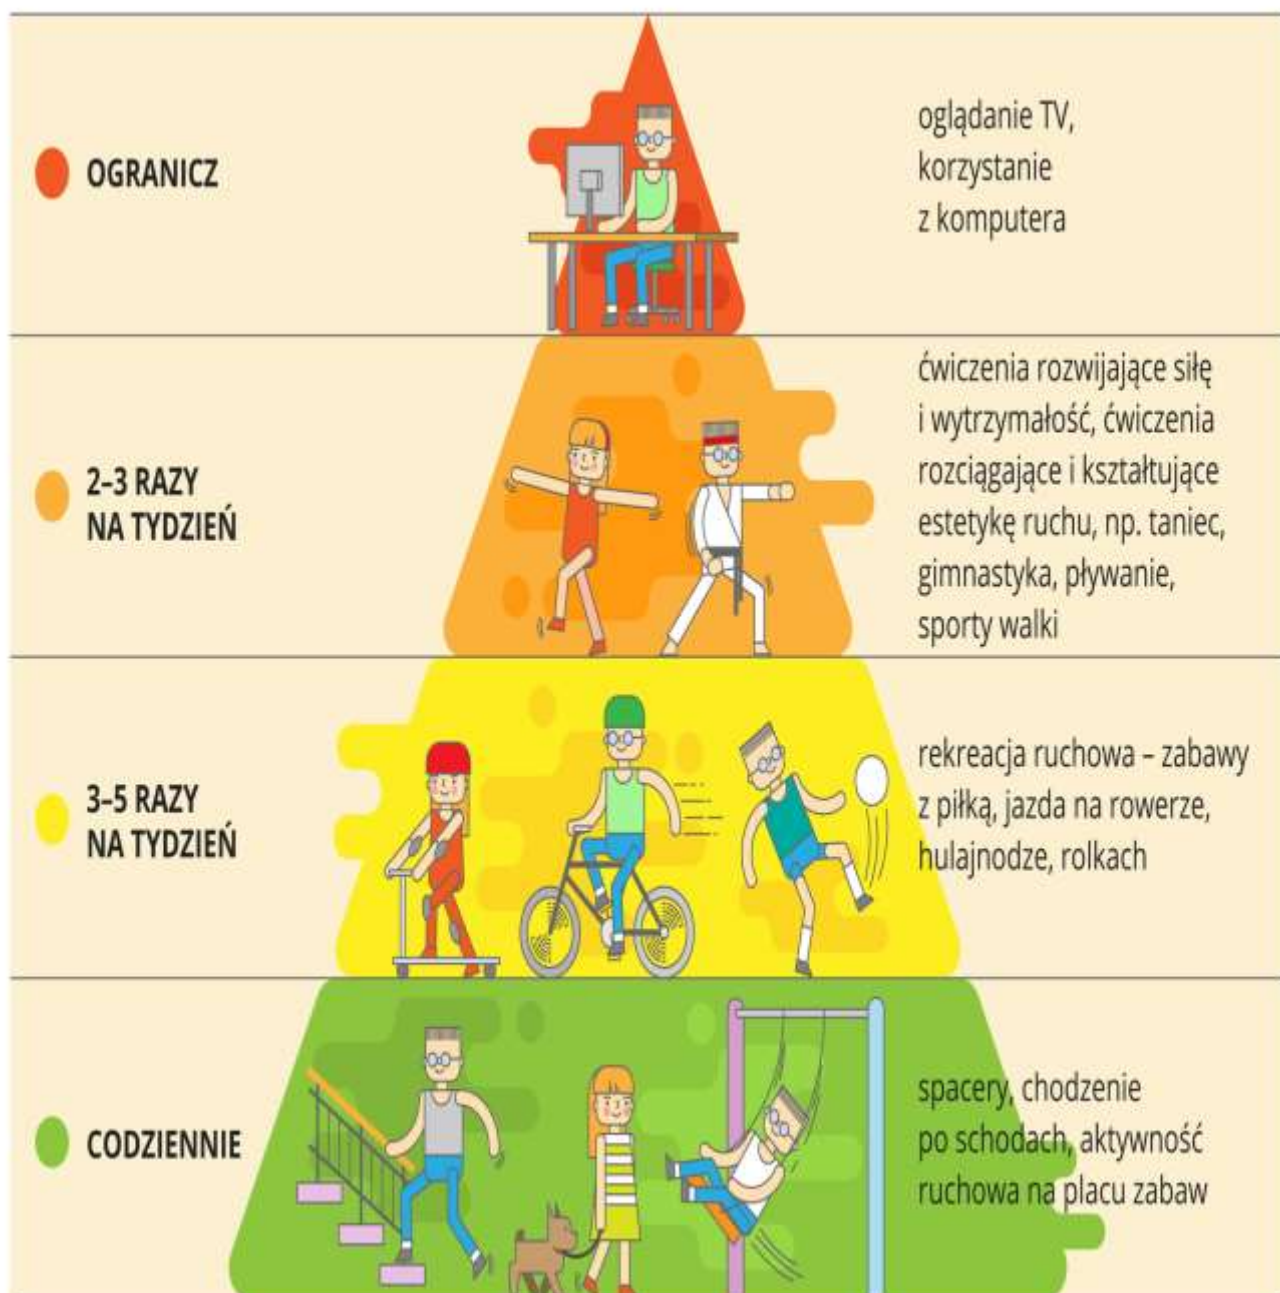 OGRANICZ
oglądanie TV,
korzystanie
z komputera
2–3 RAZY
NA TYDZIEŃ
ćwiczenia rozwijające siłę
i wytrzymałość, ćwiczenia
rozciągające i kształtujące
estetykę ruchu, np. taniec,
gimnastyka, pływanie,
sporty walki
3–5 RAZY
NA TYDZIEŃ
rekreacja ruchowa – zabawy
z piłką, jazda na rowerze,
hulajnodze, rolkach
CODZIENNIE
spacery, chodzenie
po schodach, aktywność
ruchowa na placu zabaw